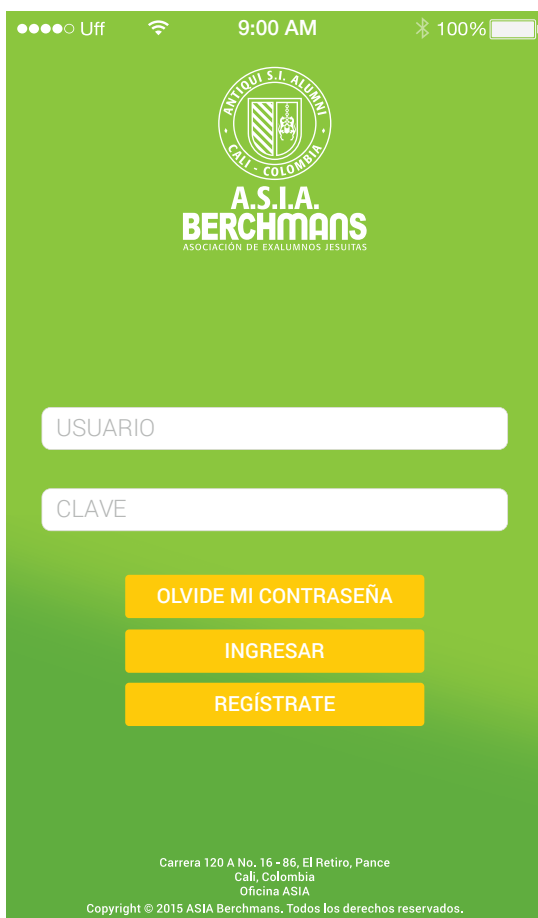 Uff 9:00 AM 100%
ANTIQUI S.I. ALUMNI
CALI - COLOMBIA
A.S.I.A.
BERCHMANS
ASOCIACIÓN DE EXALUMNOS JESUITAS
USUARIO
CLAVE
OLVIDE MI CONTRASEÑA
INGRESAR
REGÍSTRATE
Carrera 120 A No. 16 - 86, El Retiro, Pance
Cali, Colombia
Oficina ASIA
Copyright © 2015 ASIA Berchmans. Todos los derechos reservados.